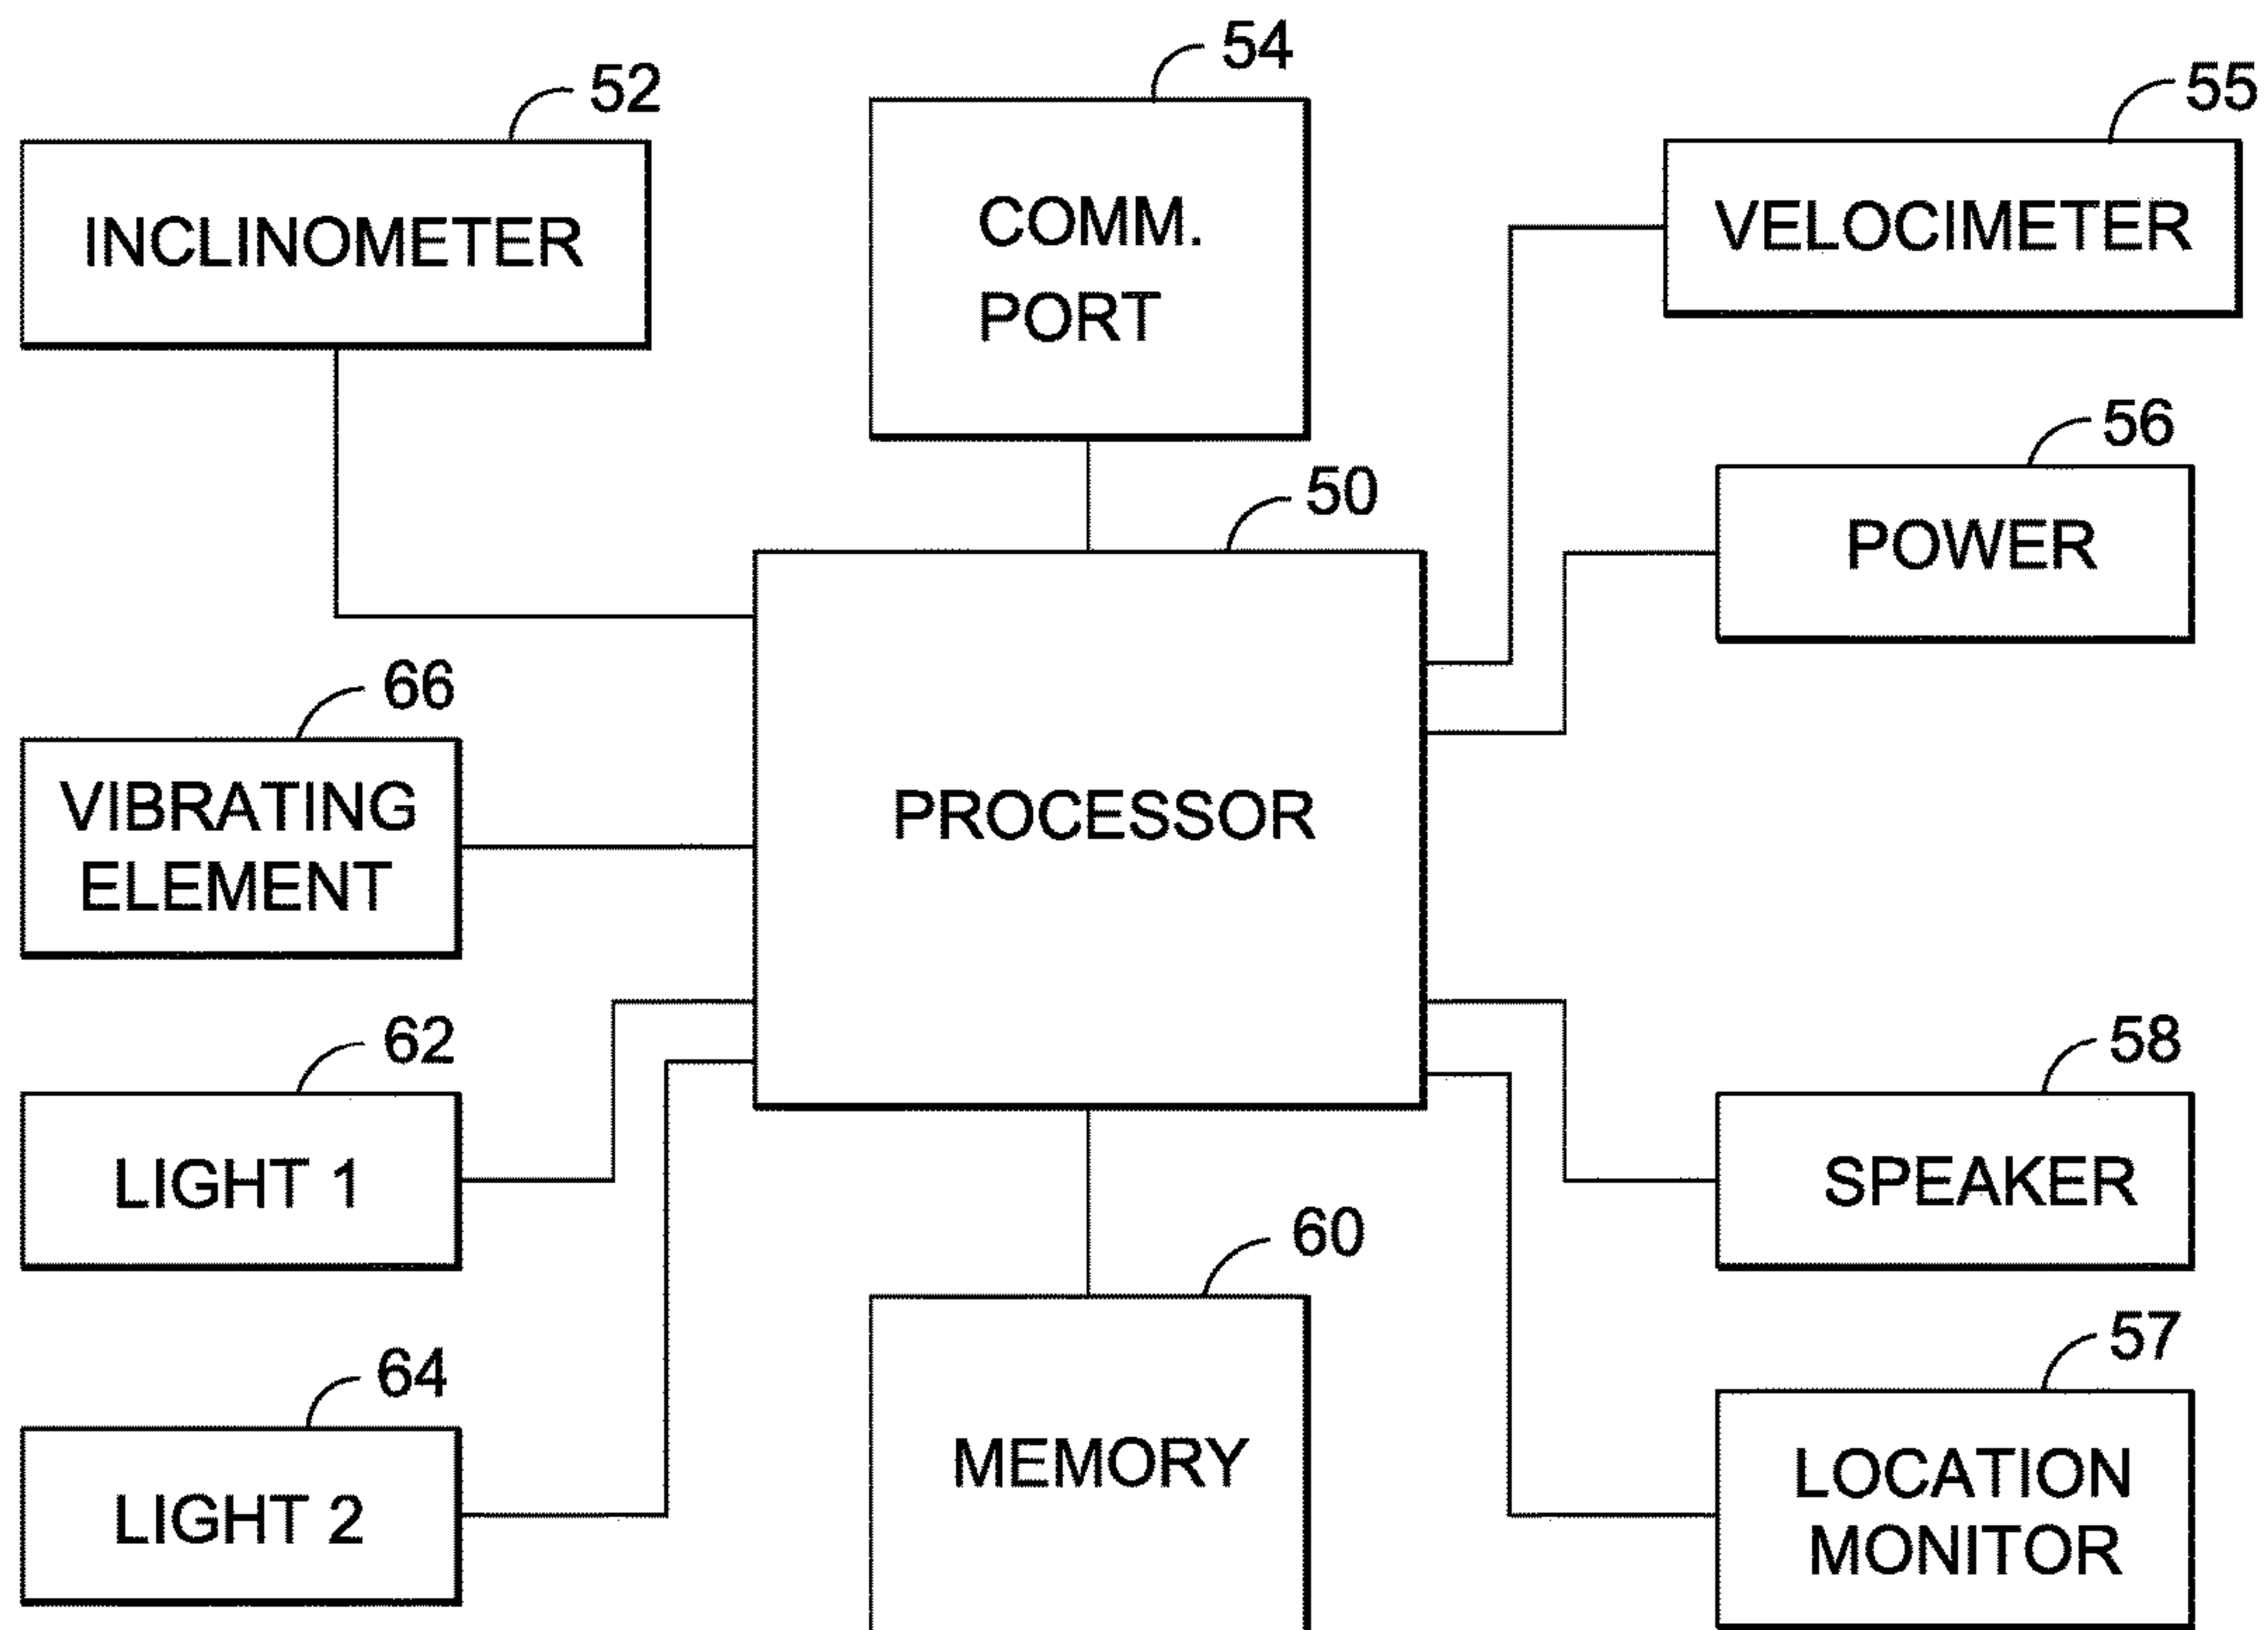 54
52
55
INCLINOMETER
COMM.
PORT
VELOCIMETER
56
50
POWER
66
VIBRATING
ELEMENT
PROCESSOR
62
58
LIGHT 1
SPEAKER
60
57
64
MEMORY
LOCATION
MONITOR
LIGHT 2